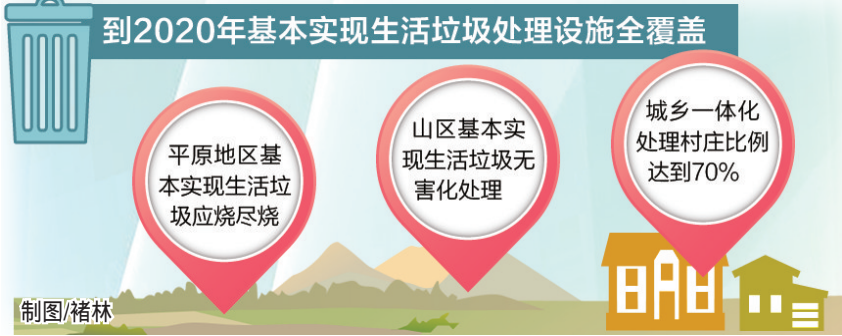 到2020年基本实现生活垃圾处理设施全覆盖
平原地区基
本实现生活垃
圾应烧尽烧
山区基本实
现生活垃圾无
害化处理
城乡一体化
处理村庄比例
达到70%
制图/褚林